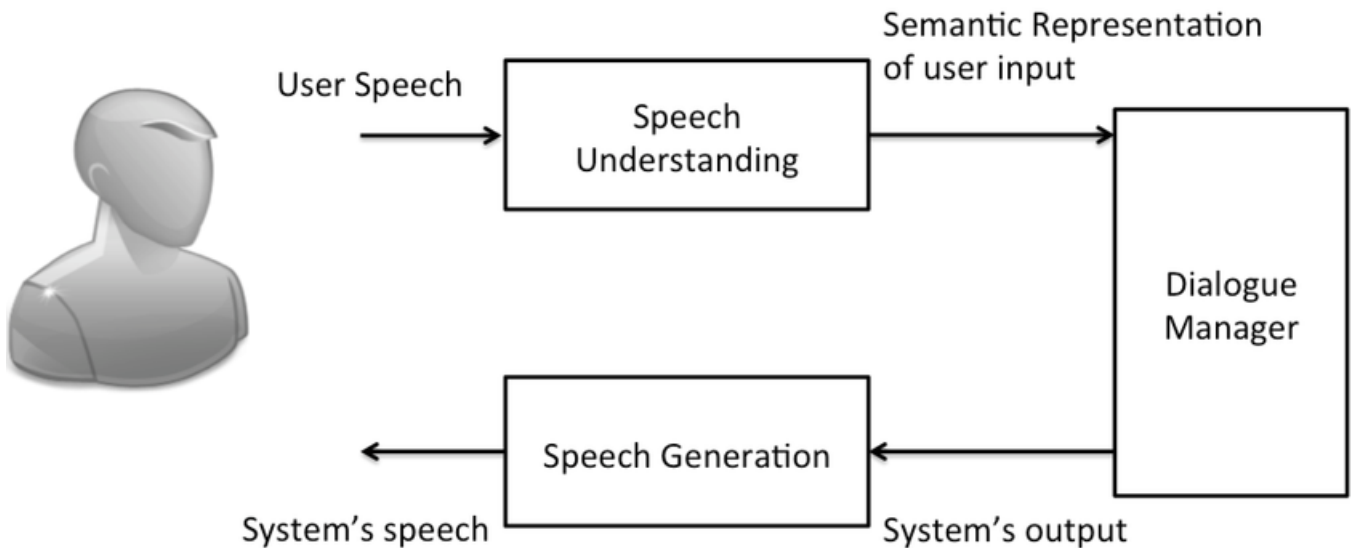 Semantic Representation
of user input
User Speech
Speech
Understanding
Dialogue
Manager
Speech Generation
System's speech
System's output